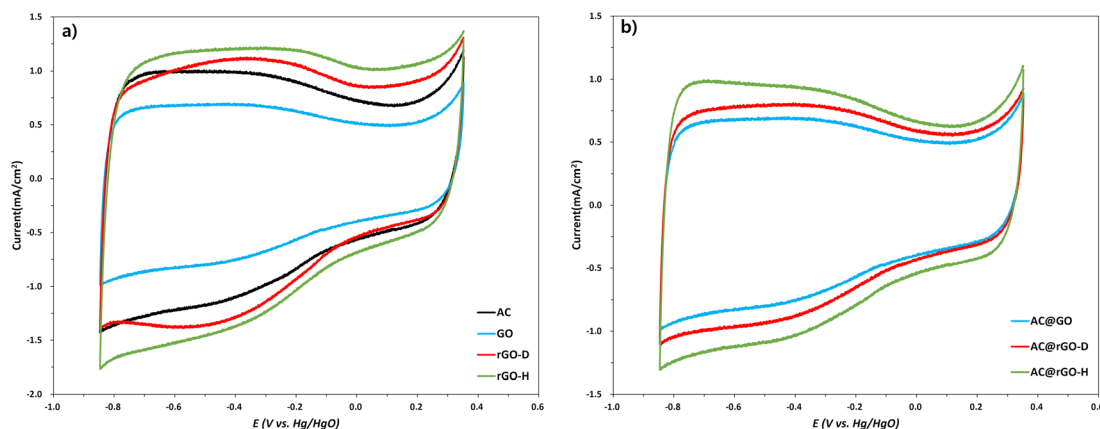 a)
1.5
1.0
0.5
0.0
-0.5
-1.0
-1.5
-2.0
Current(mA/cm²)
-1.0 -0.8 -0.6 -0.4 -0.2 0.0 0.2 0.4 0.6
E (V vs. Hg/HgO)
AC
GO
rGO-D
rGO-H
b)
1.5
1.0
0.5
0.0
-0.5
-1.0
-1.5
Current(mA/cm²)
-1.0 -0.8 -0.6 -0.4 -0.2 0.0 0.2 0.4 0.6
E (V vs. Hg/HgO)
AC@GO
AC@rGO-D
AC@rGO-H